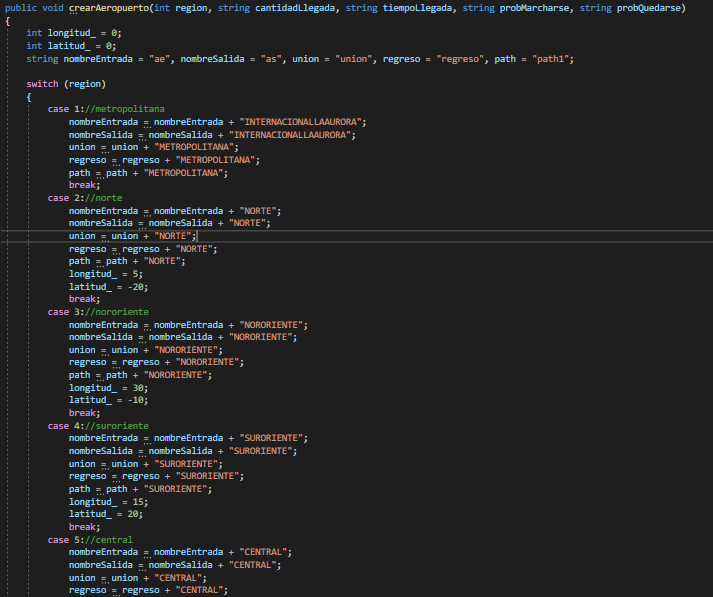 public void crearAeropuerto(int region, string cantidadLlegada, string tiempoLlegada, string probMarcharse, string probQuedarse)
{
int longitud_ = 0;
int latitud_ = 0;
string nombreEntrada = "ae", nombreSalida = "as", union = "union", regreso = "regreso", path = "path1";
switch (region)
{
case 1://metropolitana
nombreEntrada = nombreEntrada + "INTERNACIONALLAAURORA";
nombreSalida = nombreSalida + "INTERNACIONALLAAURORA";
union = union + "METROPOLITANA";
regreso = regreso + "METROPOLITANA";
path = path + "METROPOLITANA";
break;
case 2://norte
nombreEntrada = nombreEntrada + "NORTE";
nombreSalida = nombreSalida + "NORTE";
union = union + "NORTE";
regreso = regreso + "NORTE";
path = path + "NORTE";
longitud_ = 5;
latitud_ = -20;
break;
case 3://nororiente
nombreEntrada = nombreEntrada + "NORORIENTE";
nombreSalida = nombreSalida + "NORORIENTE";
union = union + "NORORIENTE";
regreso = regreso + "NORORIENTE";
path = path + "NORORIENTE";
longitud_ = 30;
latitud_ = -10;
break;
case 4://suroriente
nombreEntrada = nombreEntrada + "SURORIENTE";
nombreSalida = nombreSalida + "SURORIENTE";
union = union + "SURORIENTE";
regreso = regreso + "SURORIENTE";
path = path + "SURORIENTE";
longitud_ = 15;
latitud_ = 20;
break;
case 5://central
nombreEntrada = nombreEntrada + "CENTRAL";
nombreSalida = nombreSalida + "CENTRAL";
union = union + "CENTRAL";
regreso = regreso + "CENTRAL";